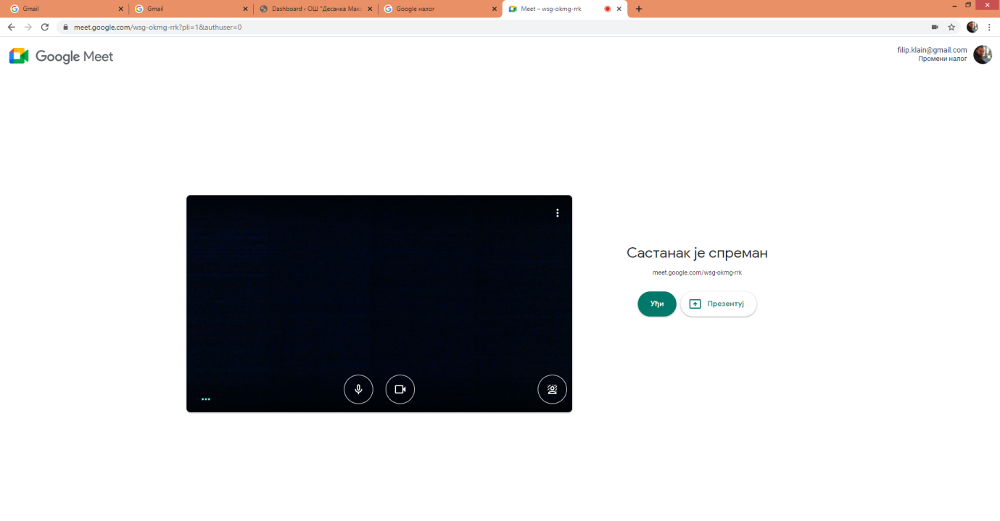 Gmail
Gmail
Dashboard ‹ ОШ "Десанка Макс
Google налог
Meet – wsg-okmg-rrk
meet.google.com/wsg-okmg-rrk?pli=1&authuser=0
Google Meet
filip.klain@gmail.com
Промени налог
Састанак је спреман
meet.google.com/wsg-okmg-rrk
Уђи
Презентуј